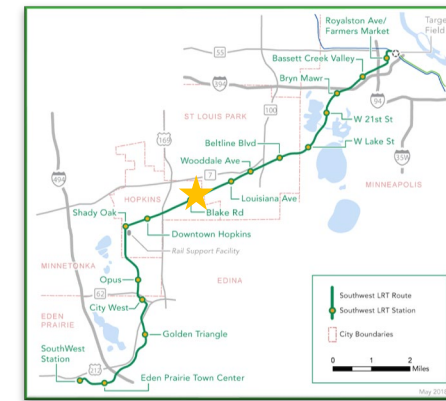 Royalston Ave/
Farmers Market
Targe
Field
55
Bassett Creek Valley
394
Bryn Mawr
94
100
ST LOUIS PARK
W 21st St
169
Beltline Blvd
W Lake St
35W
Wooddale Ave
7
494
MINNEAPOLIS
HOPKINS
Louisiana Ave
Shady Oak
Blake Rd
Downtown Hopkins
Rail Support Facility
MINNETONKA
EDINA
Opus
62
City West
EDEN
PRAIRIE
Southwest LRT Route
Southwest LRT Station
City Boundaries
Golden Triangle
SouthWest
Station
212
0 1 2
Miles
Eden Prairie Town Center